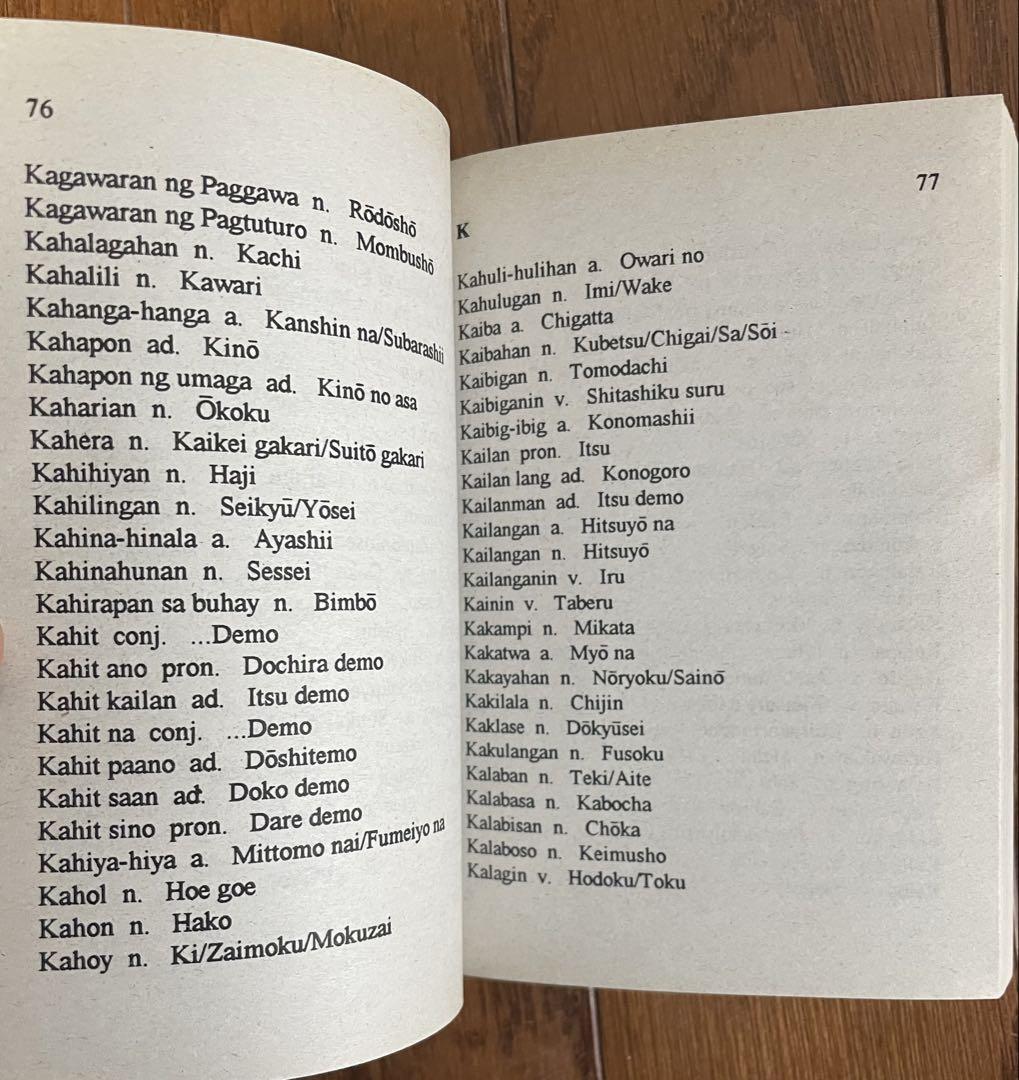 76
Kagawaran ng Paggawa n. Rōdōshō
Kagawaran ng Pagtuturo n. Mombushō
Kahalagahan n. Kachi
Kahalili n. Kawari
Kahanga-hanga a. Kanshin na/Subarashii
Kahapon ad. Kinō
Kahapon ng umaga ad. Kinō no asa
Kaharian n. Ōkoku
Kahera n. Kaikei gakari/Suitō gakari
Kahihiyan n. Haji
Kahilingan n. Seikyū/Yōsei
Kahina-hinala a. Ayashii
Kahinahunan n. Sessei
Kahirapan sa buhay n. Bimbō
Kahit conj. ...Demo
Kahit ano pron. Dochira demo
Kahit kailan ad. Itsu demo
Kahit na conj. ...Demo
Kahit paano ad. Dōshitemo
Kahit saan ad. Doko demo
Kahit sino pron. Dare demo
Kahiya-hiya a. Mittomo nai/Fumeiyo na
Kahol n. Hoe goe
Kahon n. Hako
Kahoy n. Ki/Zaimoku/Mokuzai
77
K
Kahuli-hulihan a. Owari no
Kahulugan n. Imi/Wake
Kaiba a. Chigatta
Kaibahan n. Kubetsu/Chigai/Sa/Sōi
Kaibigan n. Tomodachi
Kaibiganin v. Shitashiku suru
Kaibig-ibig a. Konomashii
Kailan pron. Itsu
Kailan lang ad. Konogoro
Kailanman ad. Itsu demo
Kailangan a. Hitsuyō na
Kailangan n. Hitsuyō
Kailanganin v. Iru
Kainin v. Taberu
Kakampi n. Mikata
Kakatwa a. Myō na
Kakayahan n. Nōryoku/Sainō
Kakilala n. Chijin
Kaklase n. Dōkyūsei
Kakulangan n. Fusoku
Kalaban n. Teki/Aite
Kalabasa n. Kabocha
Kalabisan n. Chōka
Kalaboso n. Keimusho
Kalagin v. Hodoku/Toku